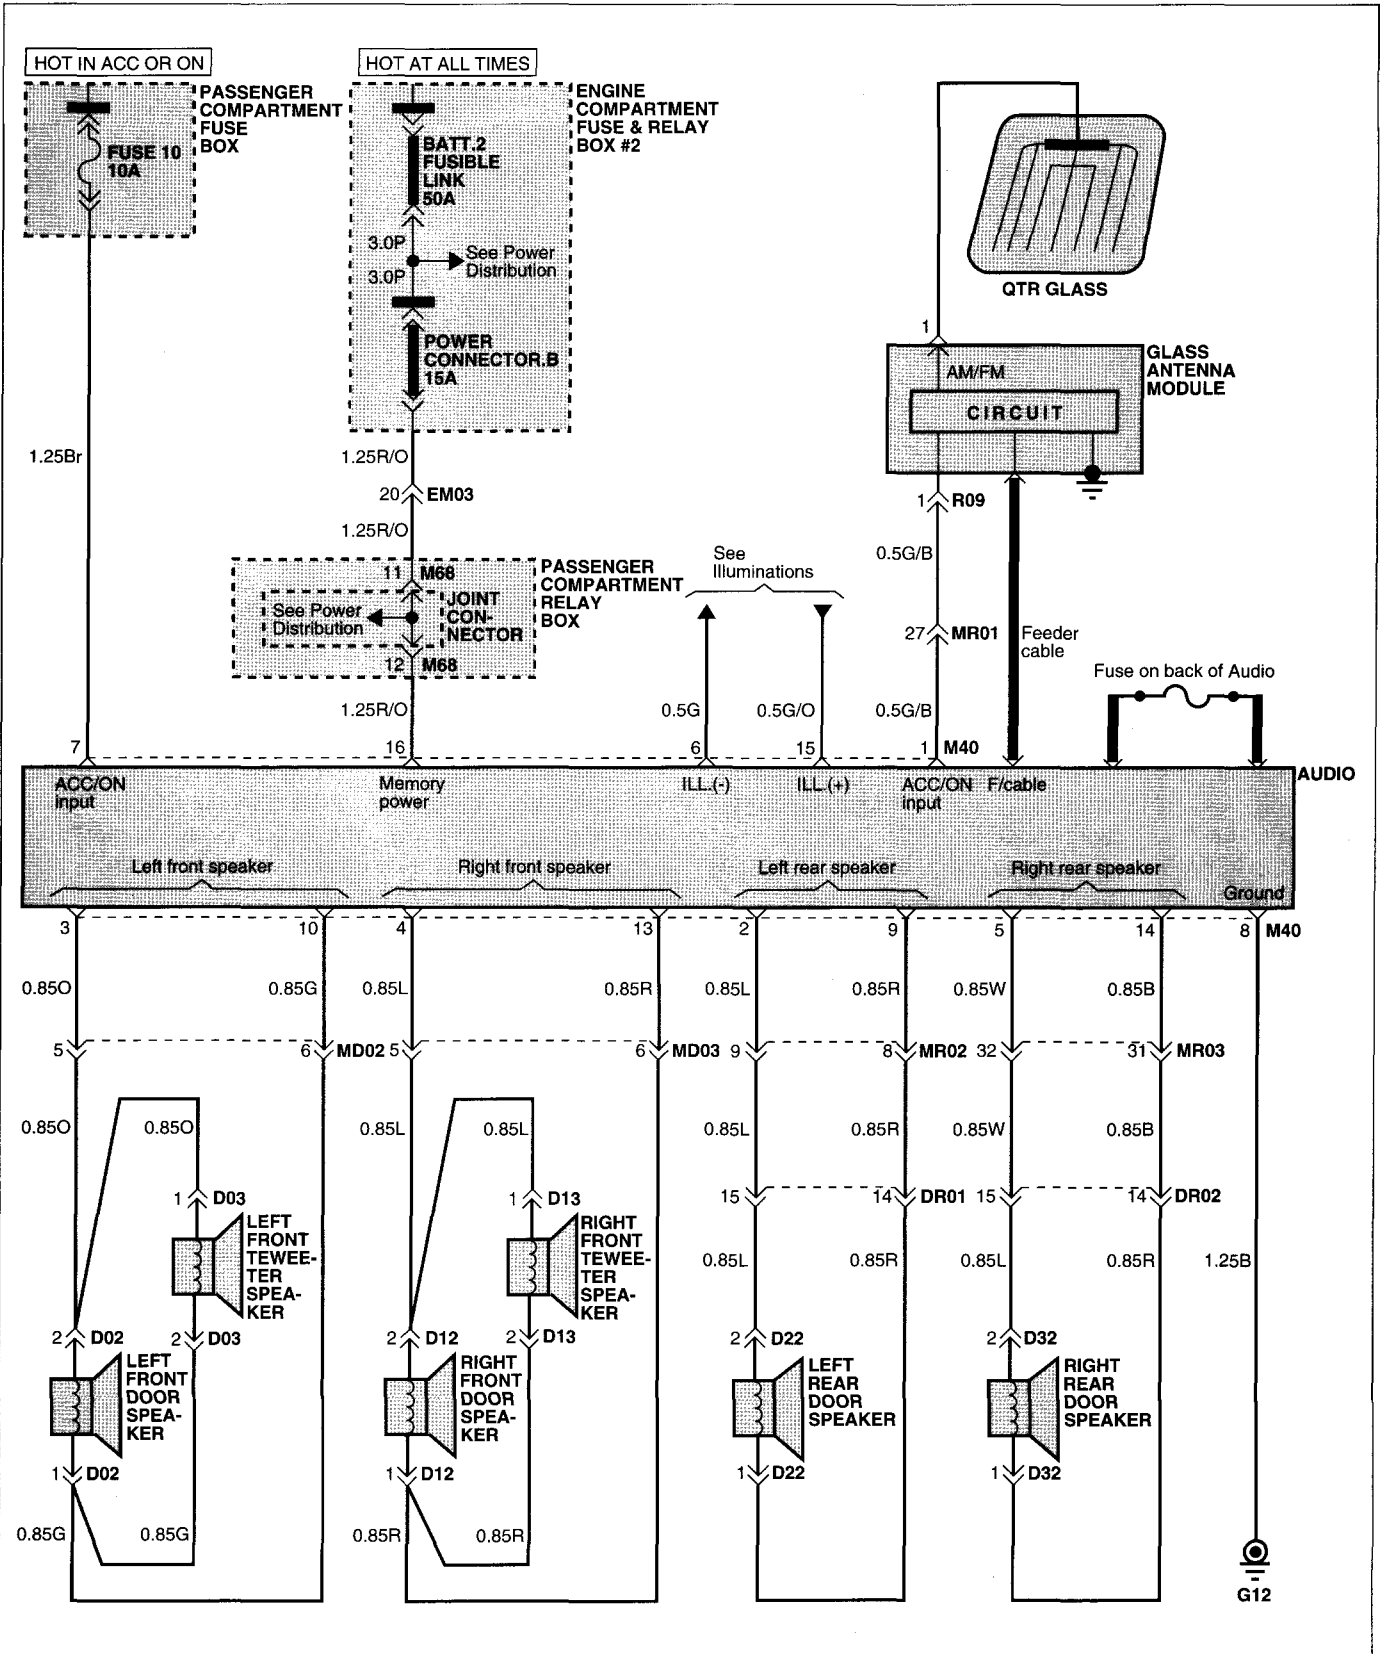 HOT IN ACC OR ON
HOT AT ALL TIMES
PASSENGER
COMPARTMENT
FUSE
BOX
FUSE 10
10A
ENGINE
COMPARTMENT
FUSE & RELAY
BOX #2
BATT.2
FUSIBLE
LINK
50A
3.0P
See Power
Distribution
3.0P
POWER
CONNECTOR.B
15A
QTR GLASS
1
GLASS
ANTENNA
MODULE
AM/FM
CIRCUIT
1.25Br
1.25R/O
20 EM03
1.25R/O
1 R09
0.5G/B
See
Illuminations
11 M68
PASSENGER
COMPARTMENT
RELAY
BOX
See Power
Distribution
JOINT
CON-
NECTOR
12 M68
27 MR01
Feeder
cable
Fuse on back of Audio
1.25R/O
0.5G
0.5G/O
0.5G/B
7
16
6
15
1 M40
AUDIO
ACC/ON
input
Memory
power
ILL.(-)
ILL.(+)
ACC/ON
input
F/cable
Left front speaker
Right front speaker
Left rear speaker
Right rear speaker
Ground
3
10
4
13
2
9
5
14
8 M40
0.85O
0.85G
0.85L
0.85R
0.85L
0.85R
0.85W
0.85B
5
6 MD02
5
6 MD03
9
8 MR02
32
31 MR03
0.85O
0.85O
0.85L
0.85L
0.85L
0.85R
0.85W
0.85B
1 D03
1 D13
15
14 DR01
15
14 DR02
LEFT
FRONT
TEWEE-
TER
SPEA-
KER
RIGHT
FRONT
TEWEE-
TER
SPEA-
KER
0.85L
0.85R
0.85L
0.85R
1.25B
2 D02
2 D03
2 D12
2 D13
2 D22
2 D32
LEFT
FRONT
DOOR
SPEA-
KER
RIGHT
FRONT
DOOR
SPEA-
KER
LEFT
REAR
DOOR
SPEAKER
RIGHT
REAR
DOOR
SPEAKER
1 D02
1 D12
1 D22
1 D32
0.85G
0.85G
0.85R
0.85R
G12